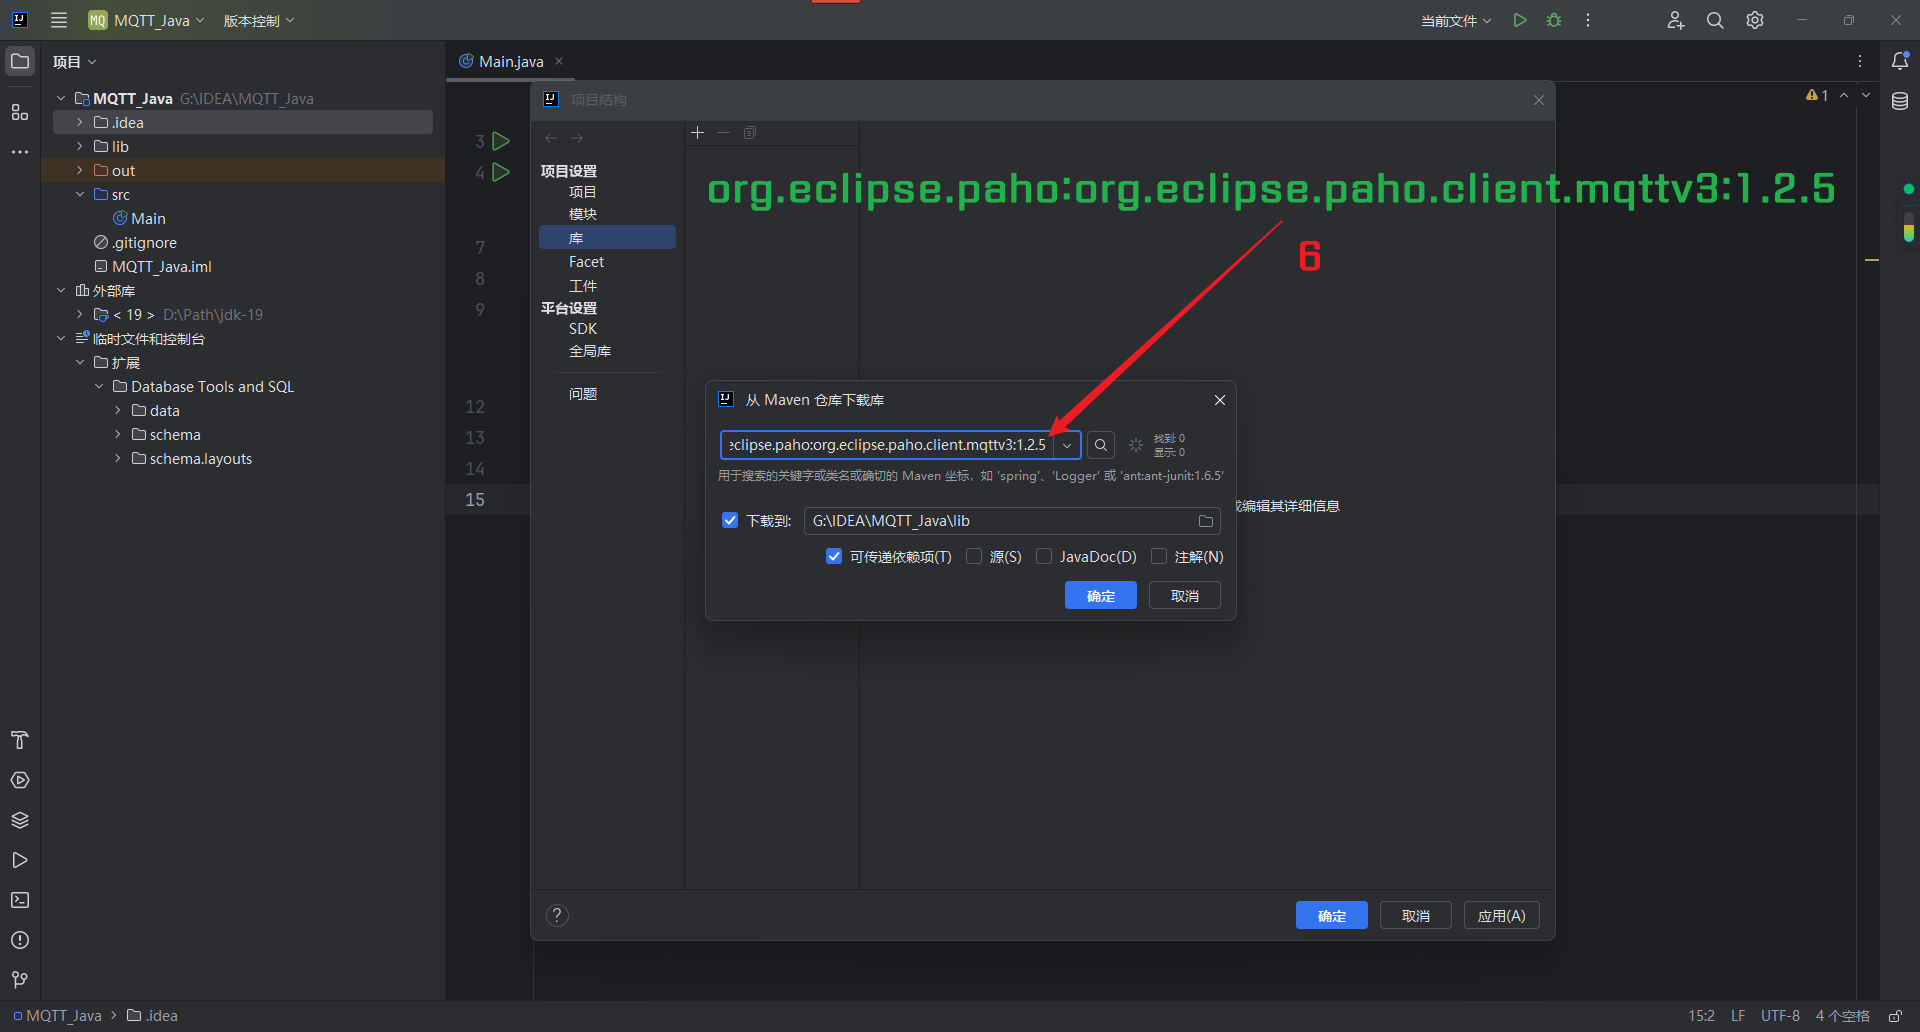 MQ MQTT_Java 版本控制 当前文件
项目
Main.java
MQTT_Java G:\IDEA\MQTT_Java
.idea
lib
out
src
Main
.gitignore
MQTT_Java.iml
外部库
< 19 > D:\Path\jdk-19
临时文件和控制台
扩展
Database Tools and SQL
data
schema
schema.layouts
3
4
7
8
9
12
13
14
15
1
项目结构
项目设置
项目
模块
库
Facet
工件
平台设置
SDK
全局库
问题
org.eclipse.paho:org.eclipse.paho.client.mqttv3:1.2.5
6
从 Maven 仓库下载库
eclipse.paho:org.eclipse.paho.client.mqttv3:1.2.5
找到: 0
显示: 0
用于搜索的关键字或类名或确切的 Maven 坐标，如 'spring'、'Logger' 或 'ant:ant-junit:1.6.5'
编辑其详细信息
下载到: G:\IDEA\MQTT_Java\lib
可传递依赖项(T) 源(S) JavaDoc(D) 注解(N)
确定 取消
? 确定 取消 应用(A)
MQTT_Java .idea 15:2 LF UTF-8 4 个空格